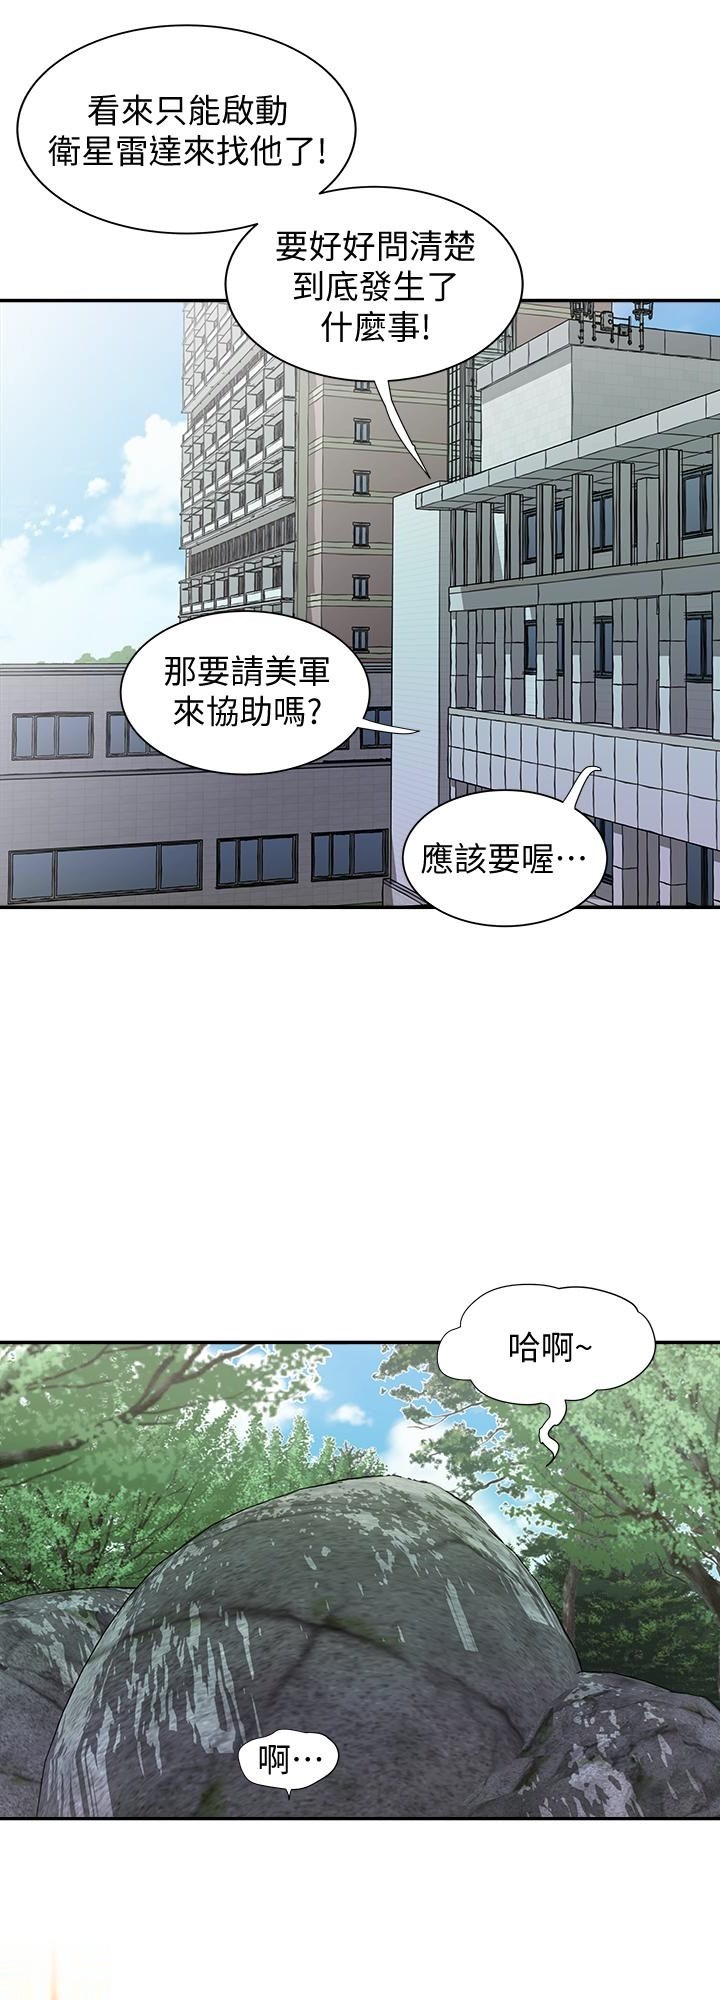 看來只能啟動
衛星雷達來找他了!
要好好問清楚
到底發生了
什麼事!
那要請美軍
來協助嗎?
應該要喔⋯
哈啊~
啊⋯